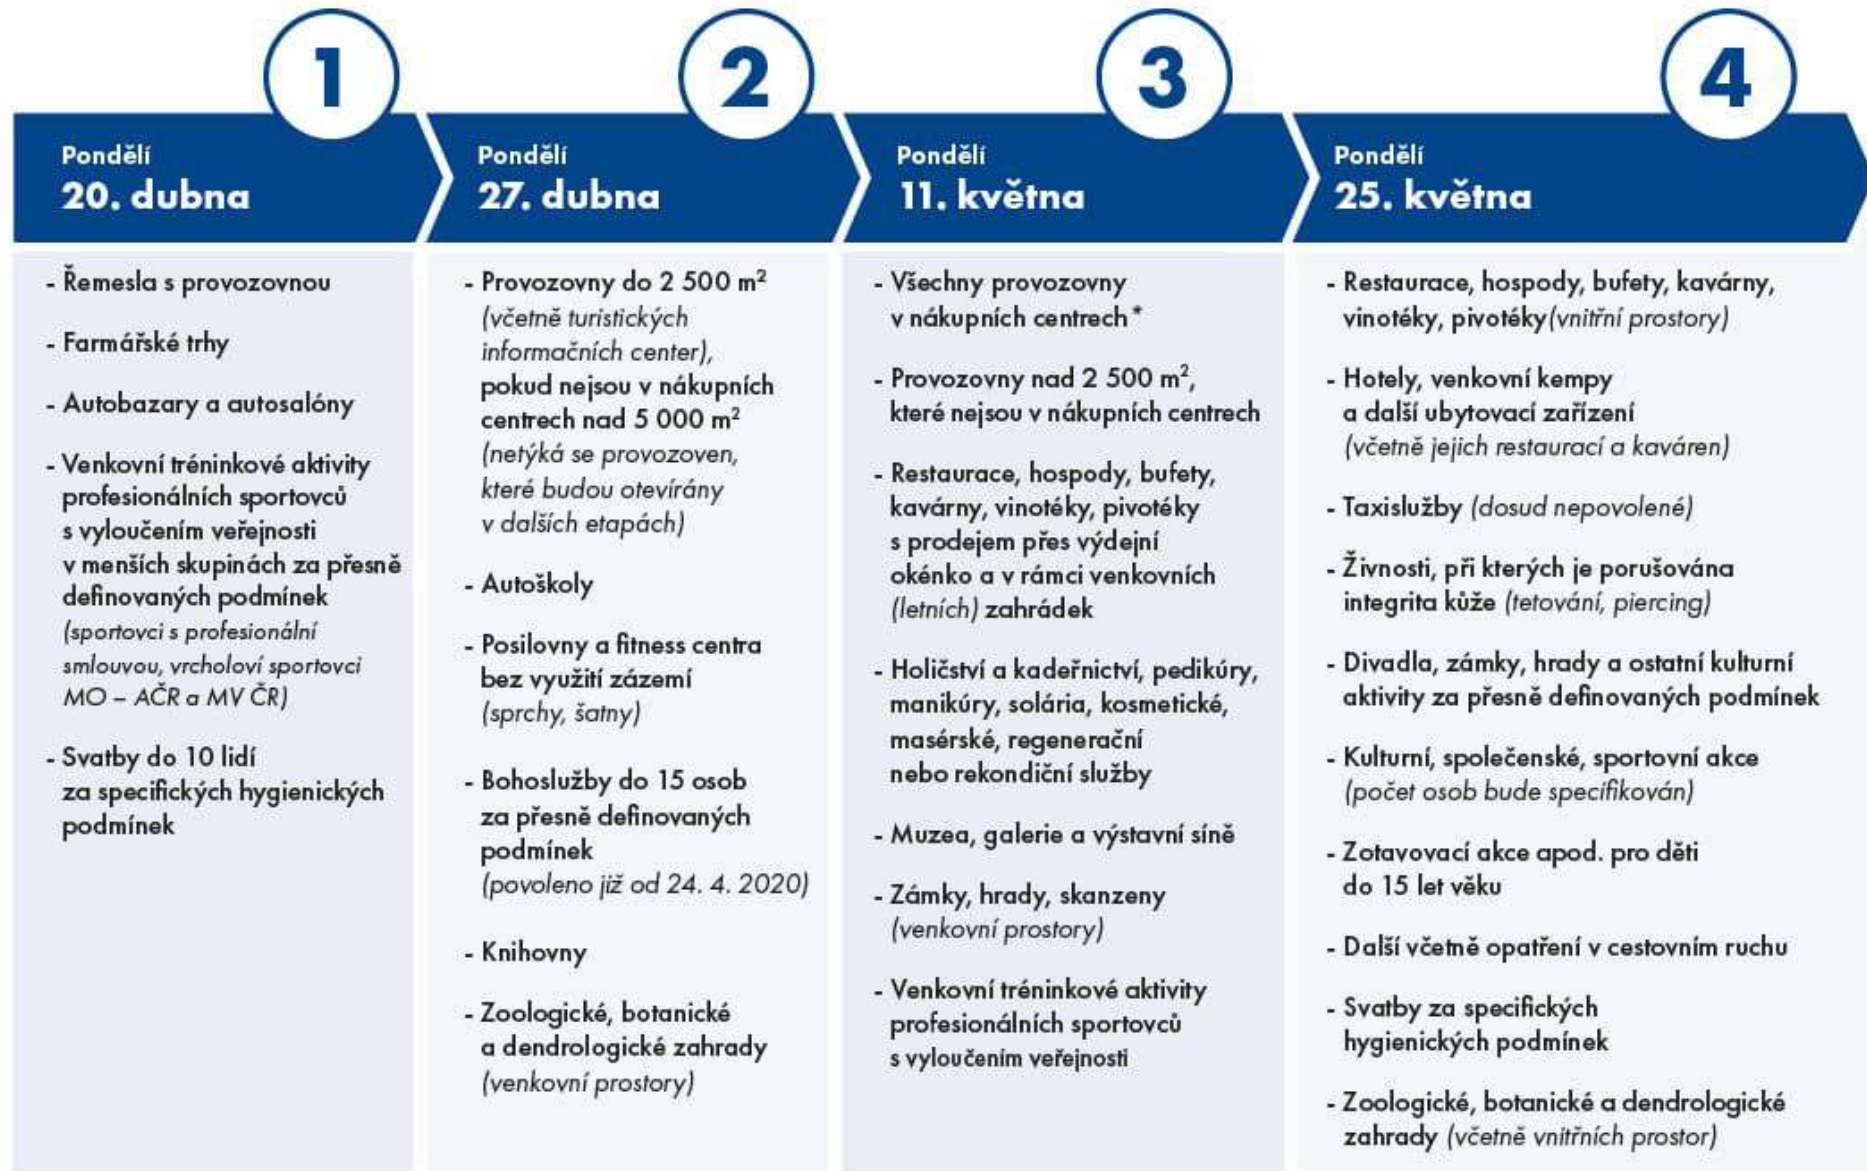 1
Pondělí
20. dubna
- Řemesla s provozovnou
- Farmářské trhy
- Autobazary a autosalóny
- Venkovní tréninkové aktivity
profesionálních sportovců
s vyloučením veřejnosti
v menších skupinách za přesně
definovaných podmínek
(sportovci s profesionální
smlouvou, vrcholoví sportovci
MO – AČR a MV ČR)
- Svatby do 10 lidí
za specifických hygienických
podmínek
2
Pondělí
27. dubna
- Provozovny do 2 500 m²
(včetně turistických
informačních center),
pokud nejsou v nákupních
centrech nad 5 000 m²
(netýká se provozoven,
které budou otevírány
v dalších etapách)
- Autoškoly
- Posilovny a fitness centra
bez využití zázemí
(sprchy, šatny)
- Bohoslužby do 15 osob
za přesně definovaných
podmínek
(povoleno již od 24. 4. 2020)
- Knihovny
- Zoologické, botanické
a dendrologické zahrady
(venkovní prostory)
3
Pondělí
11. května
- Všechny provozovny
v nákupních centrech*
- Provozovny nad 2 500 m²,
které nejsou v nákupních centrech
- Restaurace, hospody, bufety,
kavárny, vinotéky, pivotéky
s prodejem přes výdejní
okénko a v rámci venkovních
(letních) zahrádek
- Holičství a kadeřnictví, pedikúry,
manikúry, solária, kosmetické,
masérské, regenerační
nebo rekondiční služby
- Muzea, galerie a výstavní síně
- Zámky, hrady, skanzeny
(venkovní prostory)
- Venkovní tréninkové aktivity
profesionálních sportovců
s vyloučením veřejnosti
4
Pondělí
25. května
- Restaurace, hospody, bufety, kavárny,
vinotéky, pivotéky(vnitřní prostory)
- Hotely, venkovní kempy
a další ubytovací zařízení
(včetně jejich restaurací a kaváren)
- Taxislužby (dosud nepovolené)
- Živnosti, při kterých je porušována
integrita kůže (tetování, piercing)
- Divadla, zámky, hrady a ostatní kulturní
aktivity za přesně definovaných podmínek
- Kulturní, společenské, sportovní akce
(počet osob bude specifikován)
- Zotavovací akce apod. pro děti
do 15 let věku
- Další včetně opatření v cestovním ruchu
- Svatby za specifických
hygienických podmínek
- Zoologické, botanické a dendrologické
zahrady (včetně vnitřních prostor)